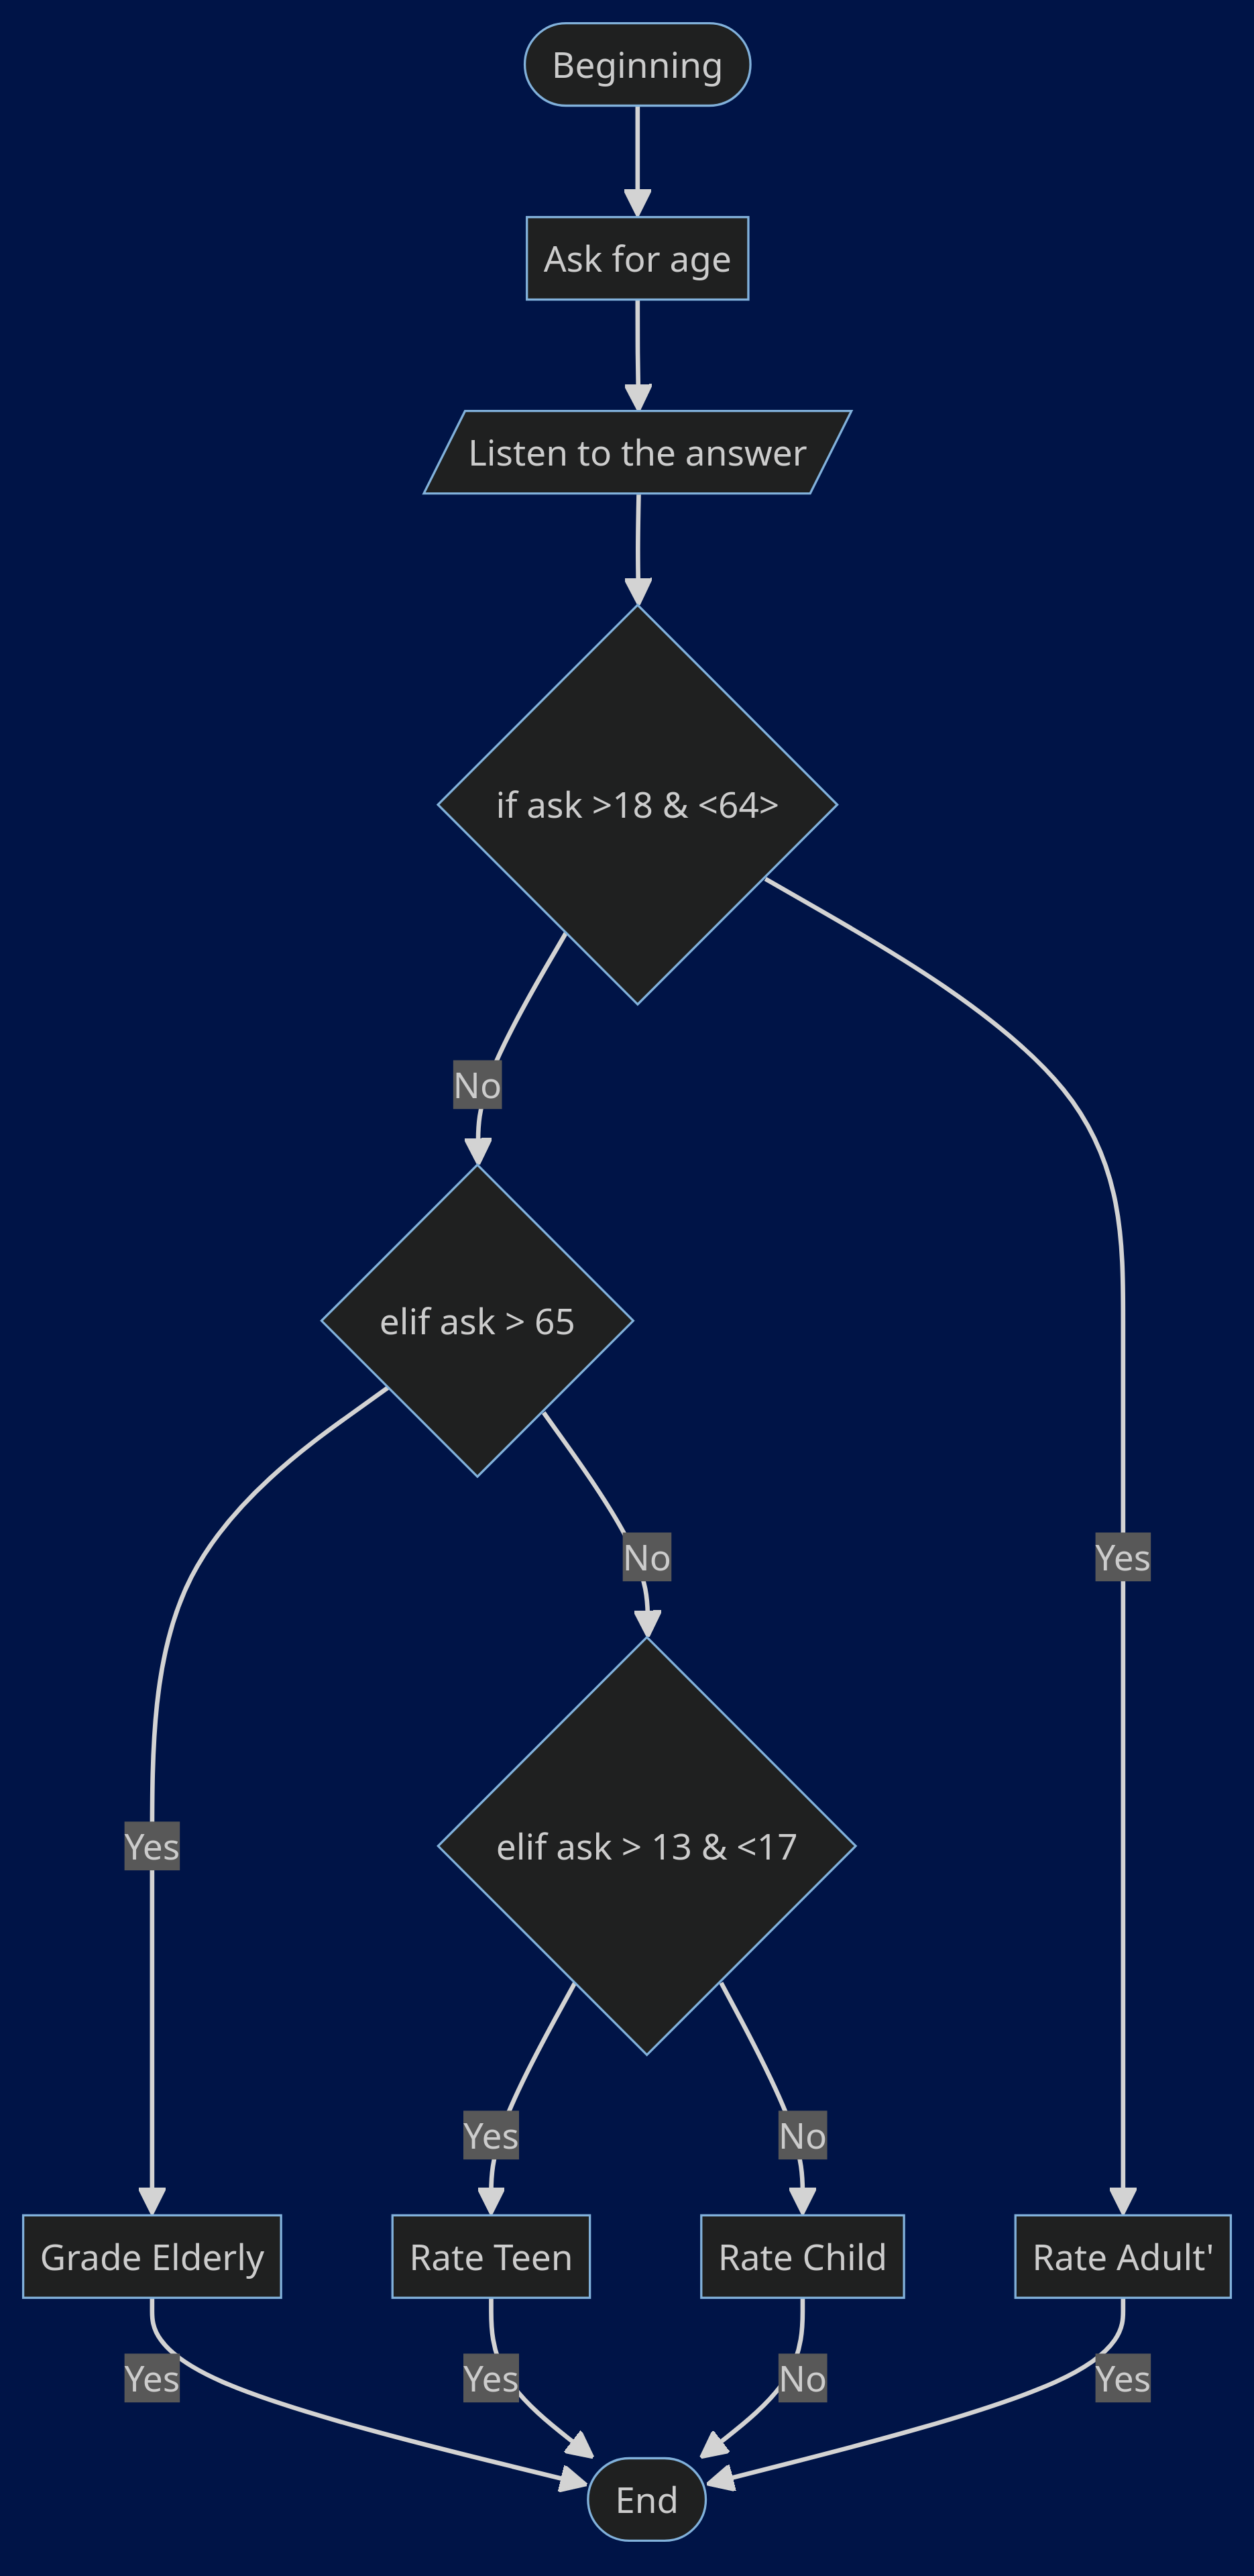 Beginning
Ask for age
Listen to the answer
if ask >18 & <64>
No
elif ask > 65
No
Yes
Yes
elif ask > 13 & <17
Yes
No
Grade Elderly
Rate Teen
Rate Child
Rate Adult'
Yes
Yes
No
Yes
End